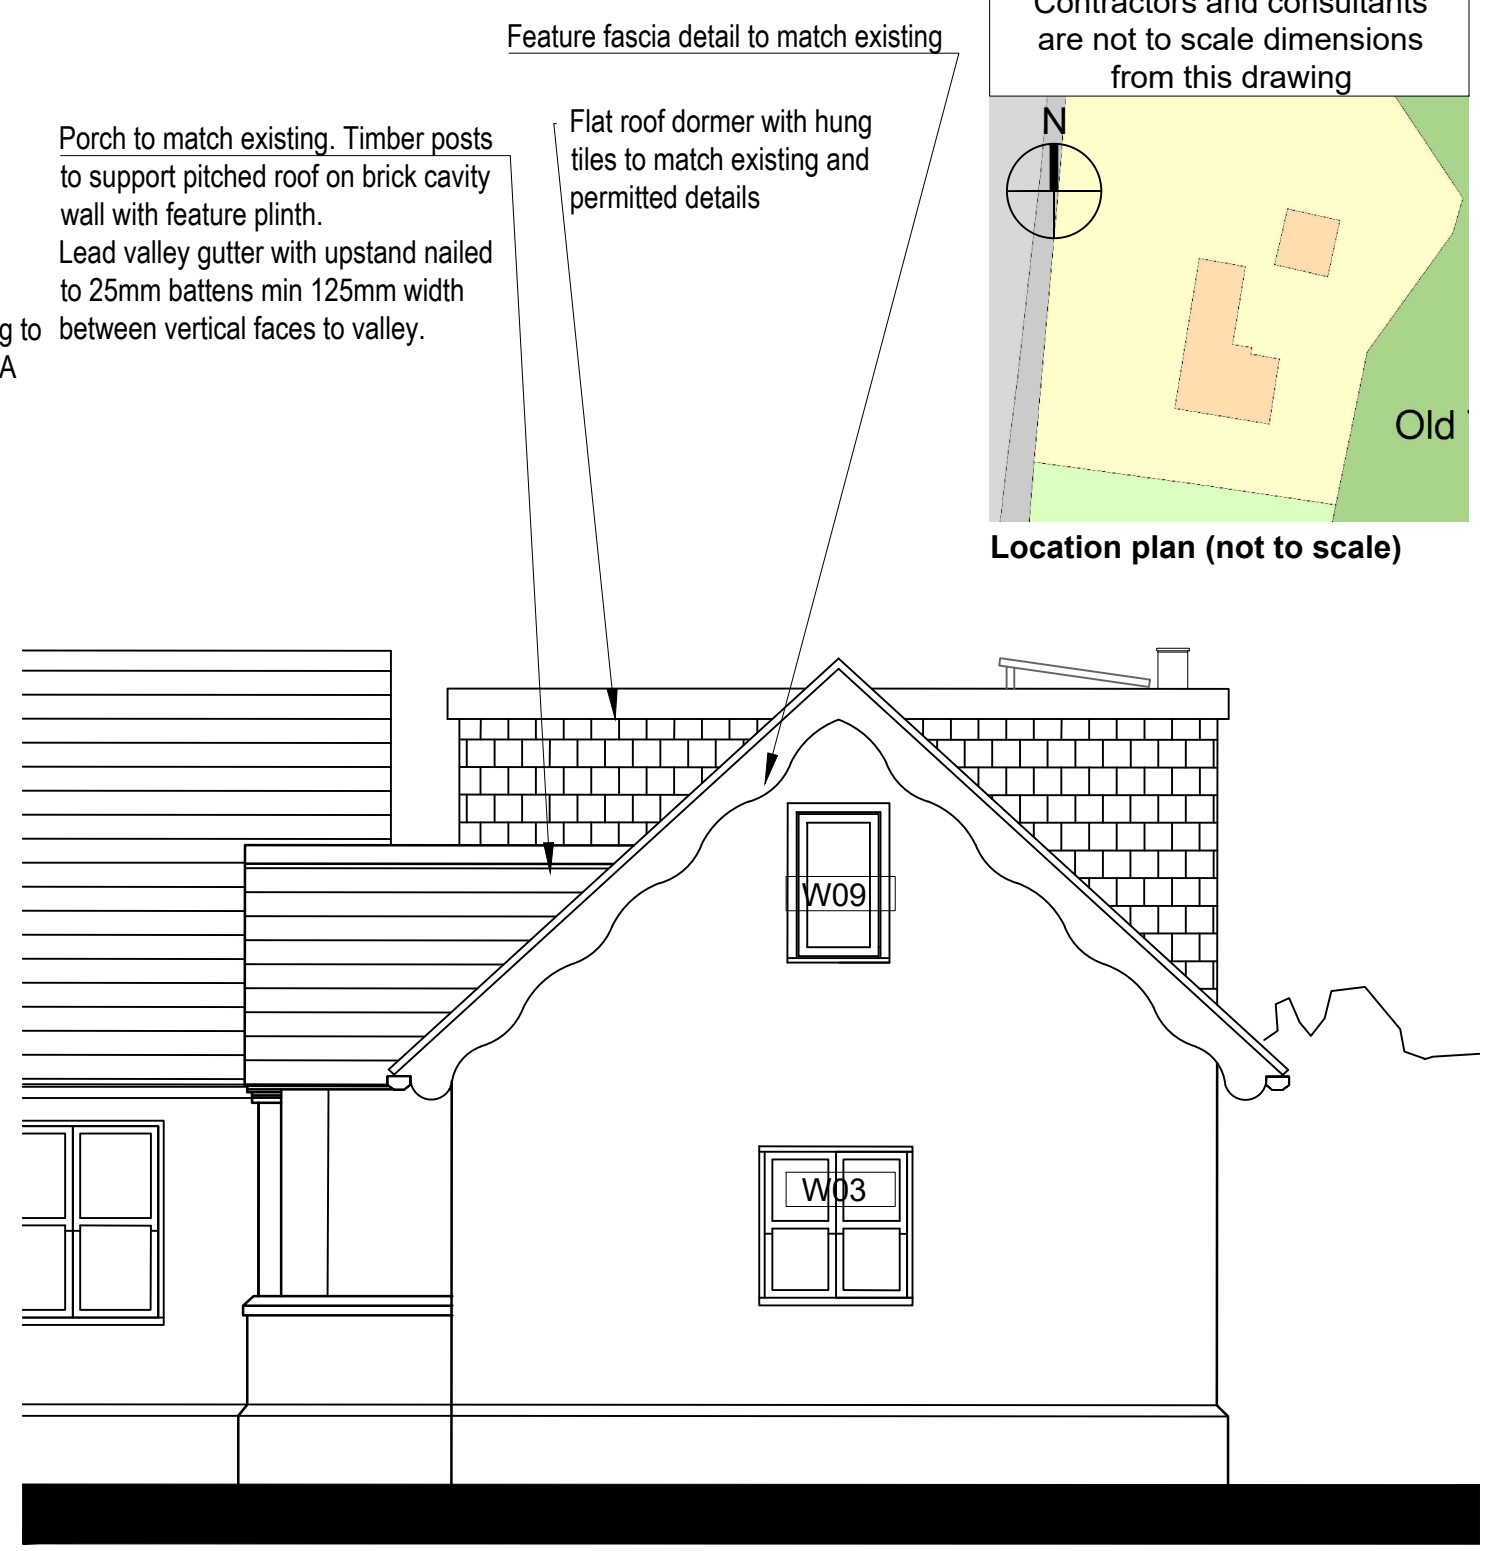 Feature fascia detail to match existing
Contractors and consultants
are not to scale dimensions
from this drawing
Porch to match existing. Timber posts
to support pitched roof on brick cavity
wall with feature plinth.
Lead valley gutter with upstand nailed
to 25mm battens min 125mm width
between vertical faces to valley.
g to
A
Flat roof dormer with hung
tiles to match existing and
permitted details
N
Old
Location plan (not to scale)
W09
W03